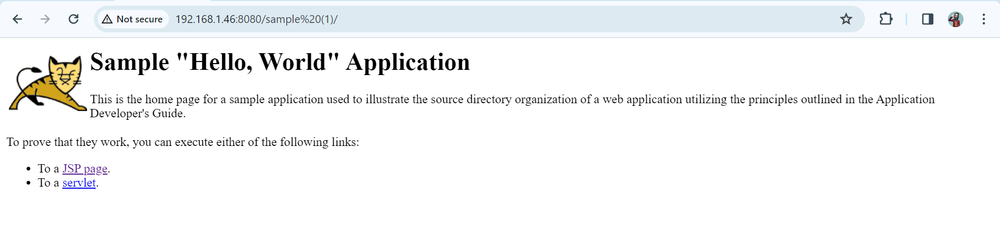 Not secure 192.168.1.46:8080/sample%20(1)/
Sample "Hello, World" Application
This is the home page for a sample application used to illustrate the source directory organization of a web application utilizing the principles outlined in the Application
Developer's Guide.
To prove that they work, you can execute either of the following links:
• To a JSP page.
• To a servlet.